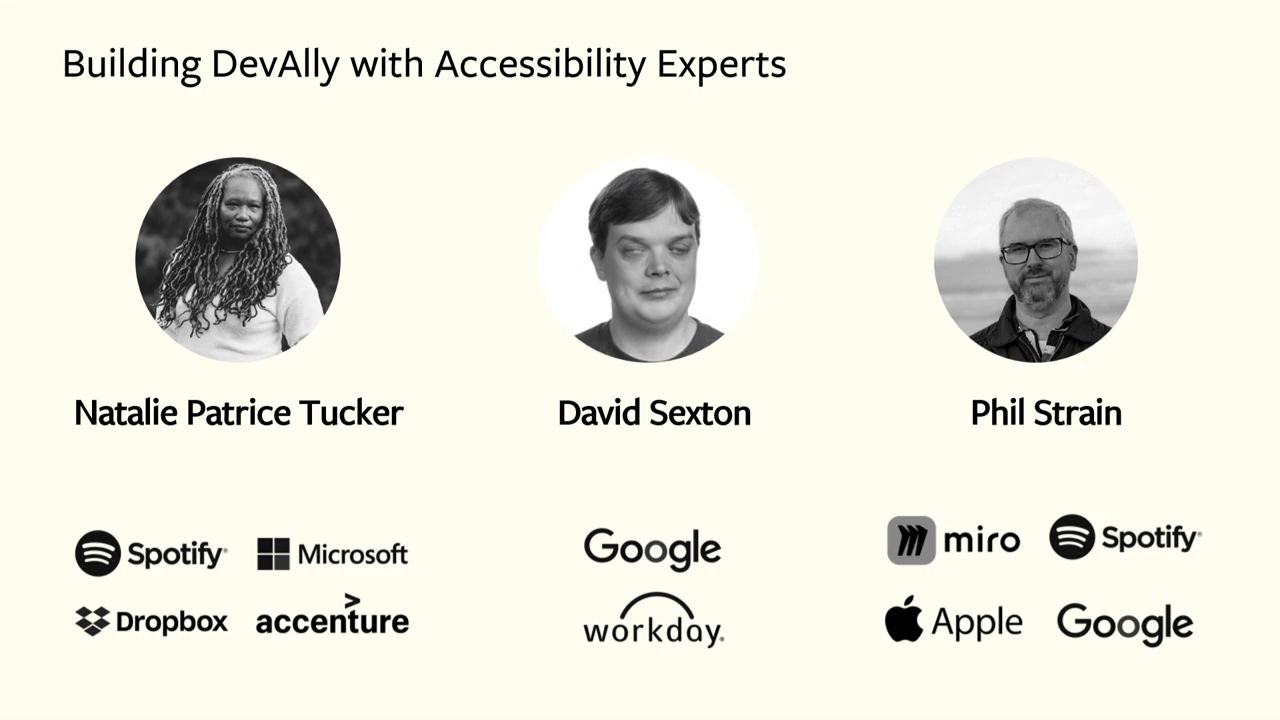 Building DevAlly with Accessibility Experts
Natalie Patrice Tucker
David Sexton
Phil Strain
Spotify®
Microsoft
Dropbox
accenture
Google
workday®
miro
Spotify®
Apple
Google